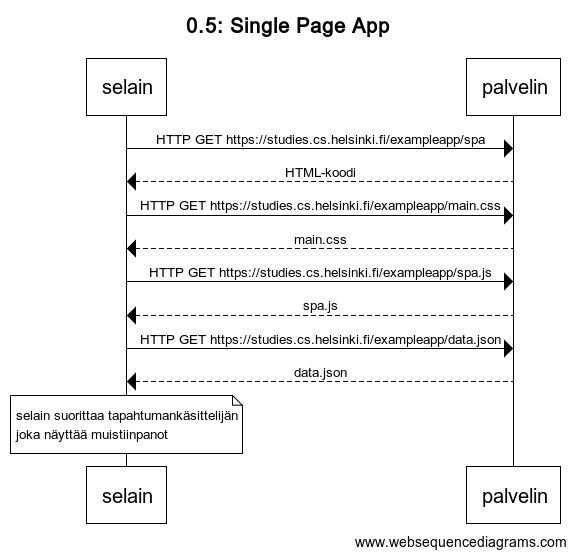 0.5: Single Page App
selain palvelin
HTTP GET https://studies.cs.helsinki.fi/exampleapp/spa
HTML-koodi
HTTP GET https://studies.cs.helsinki.fi/exampleapp/main.css
main.css
HTTP GET https://studies.cs.helsinki.fi/exampleapp/spa.js
spa.js
HTTP GET https://studies.cs.helsinki.fi/exampleapp/data.json
data.json
selain suorittaa tapahtumankäsittelijän
joka näyttää muistiinpanot
selain palvelin
www.websequencediagrams.com